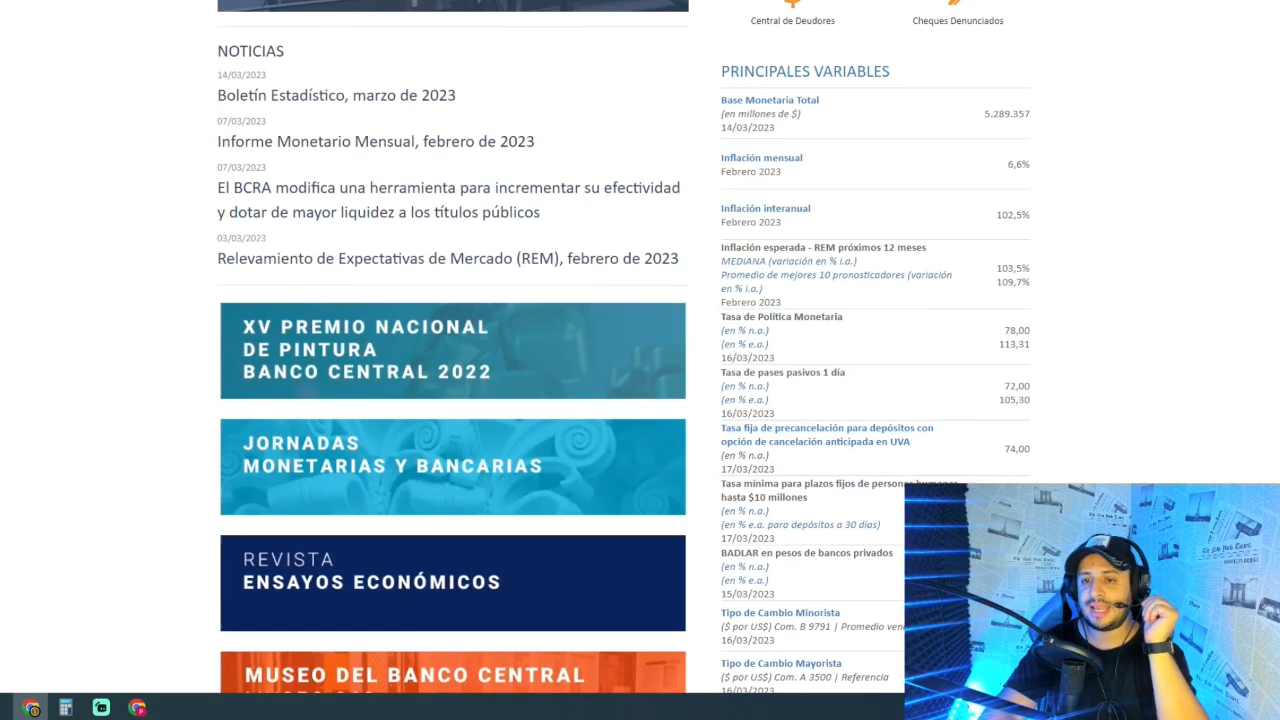 Central de Deudores
Cheques Denunciados
NOTICIAS
14/03/2023
Boletín Estadístico, marzo de 2023
07/03/2023
Informe Monetario Mensual, febrero de 2023
07/03/2023
El BCRA modifica una herramienta para incrementar su efectividad
y dotar de mayor liquidez a los títulos públicos
03/03/2023
Relevamiento de Expectativas de Mercado (REM), febrero de 2023
XV PREMIO NACIONAL
DE PINTURA
BANCO CENTRAL 2022
JORNADAS
MONETARIAS Y BANCARIAS
REVISTA
ENSAYOS ECONÓMICOS
MUSEO DEL BANCO CENTRAL
PRINCIPALES VARIABLES
Base Monetaria Total
(en millones de $) 5.289.357
14/03/2023
Inflación mensual 6,6%
Febrero 2023
Inflación interanual 102,5%
Febrero 2023
Inflación esperada - REM próximos 12 meses
MEDIANA (variación en % i.a.) 103,5%
Promedio de mejores 10 pronosticadores (variación 109,7%
en % i.a.)
Febrero 2023
Tasa de Política Monetaria
(en % n.a.) 78,00
(en % e.a.) 113,31
16/03/2023
Tasa de pases pasivos 1 día
(en % n.a.) 72,00
(en % e.a.) 105,30
16/03/2023
Tasa fija de precancelación para depósitos con
opción de cancelación anticipada en UVA 74,00
(en % n.a.)
17/03/2023
Tasa mínima para plazos fijos de personas humanas
hasta $10 millones
(en % n.a.)
(en % e.a. para depósitos a 30 días)
17/03/2023
BADLAR en pesos de bancos privados
(en % n.a.)
(en % e.a.)
15/03/2023
Tipo de Cambio Minorista
($ por US$) Com. B 9791 | Promedio
16/03/2023
Tipo de Cambio Mayorista
($ por US$) Com. A 3500 | Referencia
16/03/2023